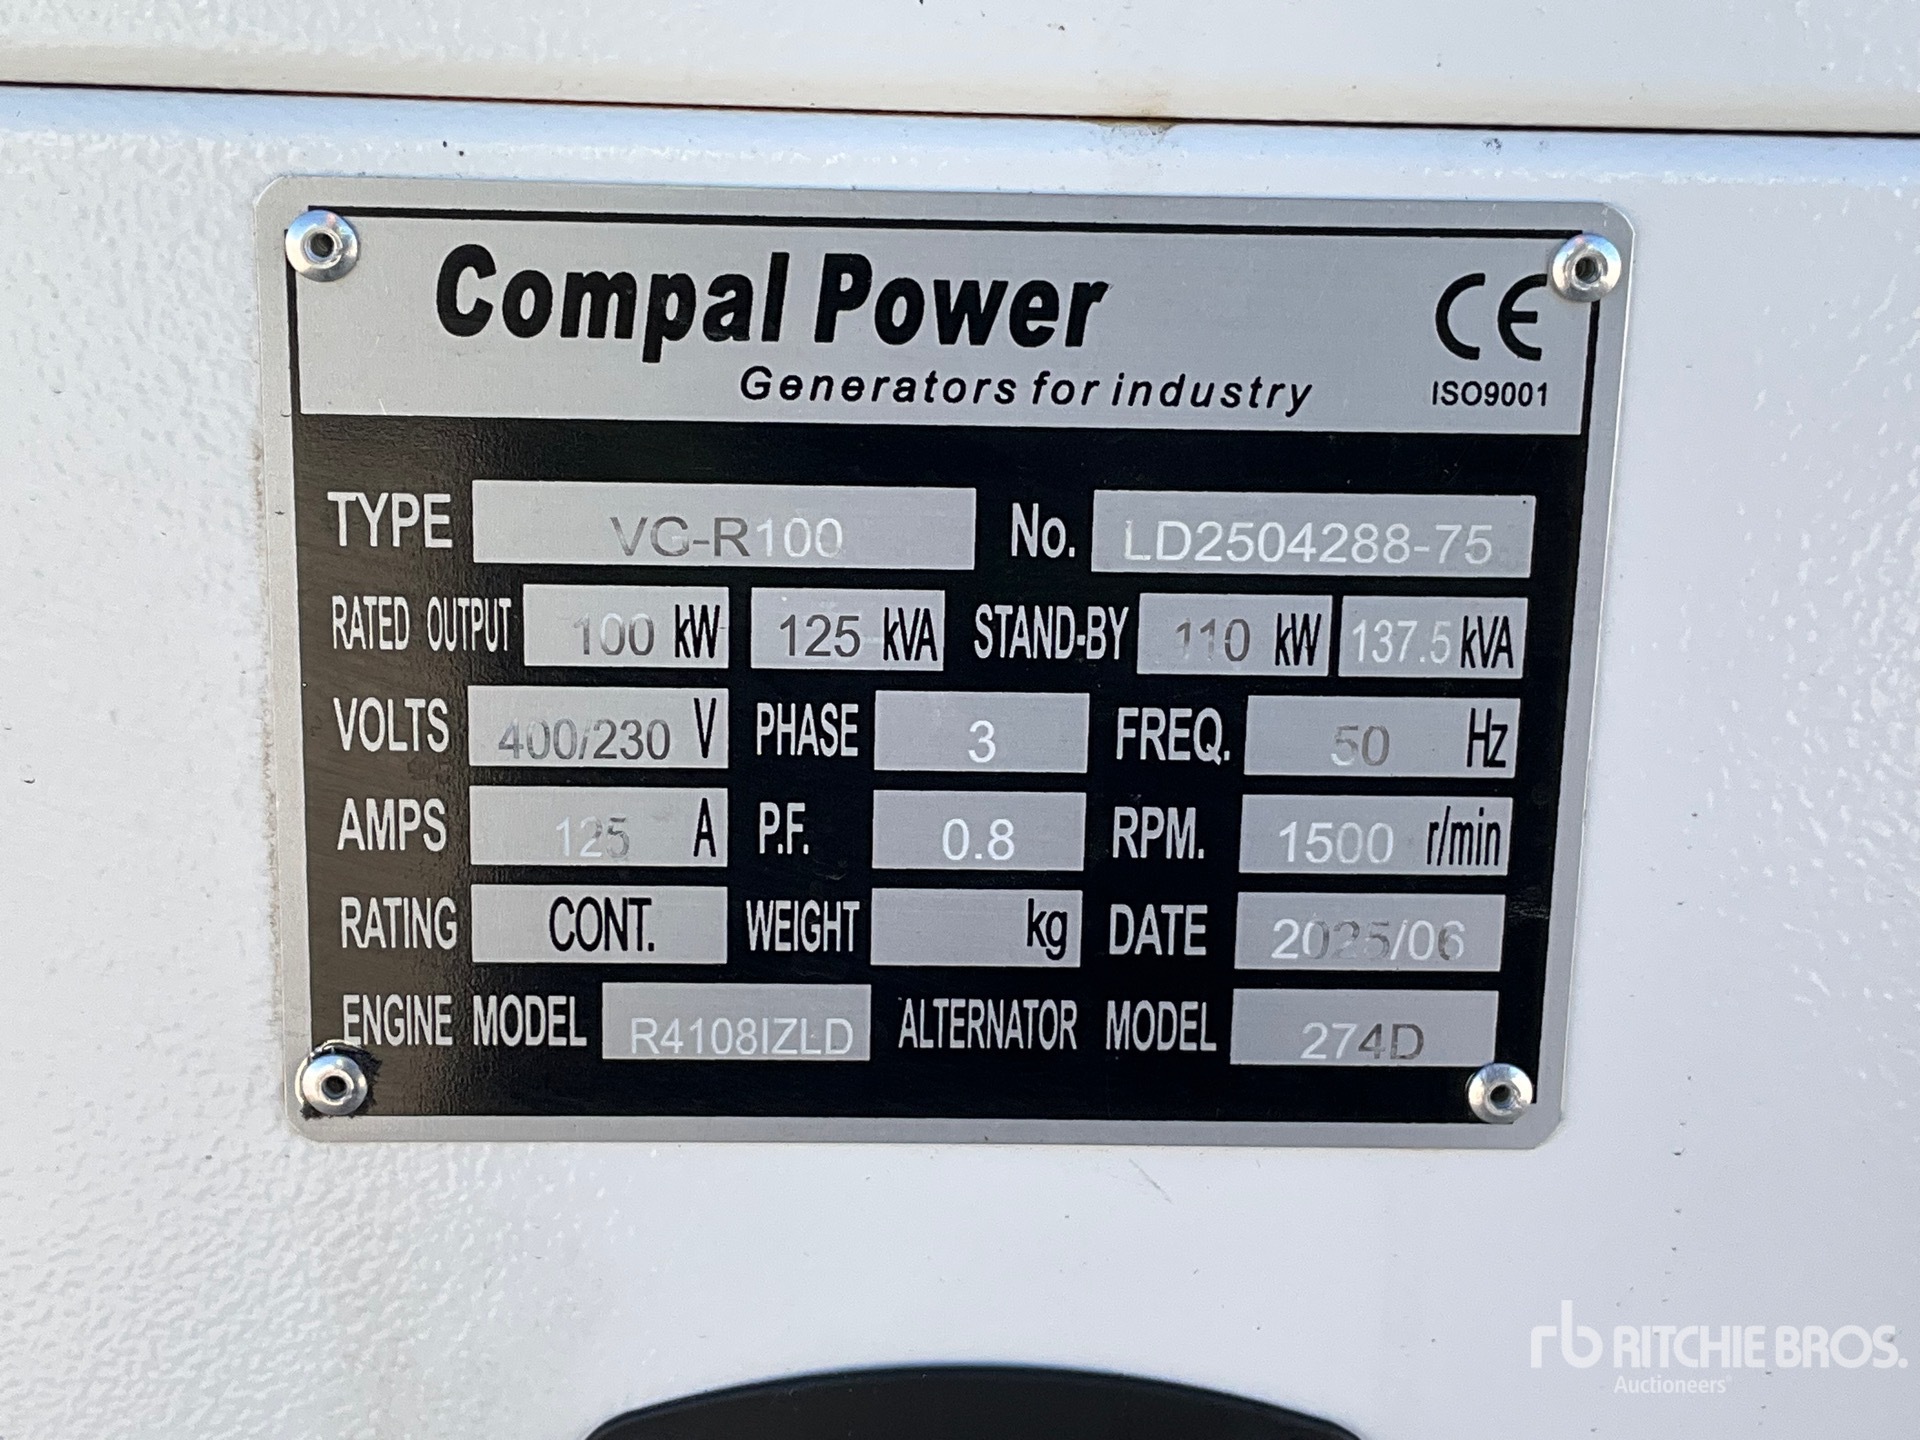 Compal Power
Generators for industry
CE
ISO9001
TYPE VG-R100 No. LD2504288-75
RATED OUTPUT 100 kW 125 kVA STAND-BY 110 kW 137.5 kVA
VOLTS 400/230 V PHASE 3 FREQ. 50 Hz
AMPS 125 A P.F. 0.8 RPM. 1500 r/min
RATING CONT. WEIGHT kg DATE 2025/06
ENGINE MODEL R4108IZLD ALTERNATOR MODEL 274D
rb RITCHIE BROS.
Auctioneers